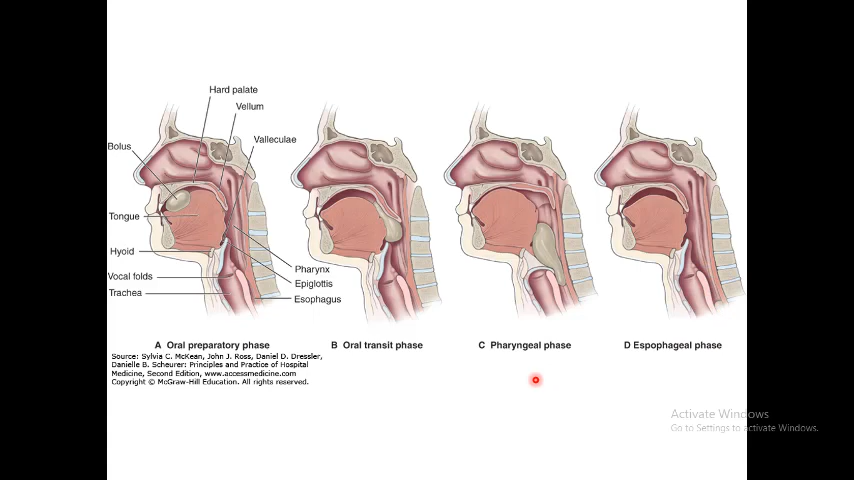 Hard palate
Vellum
Valleculae
Bolus
Tongue
Hyoid
Vocal folds
Trachea
Pharynx
Epiglottis
Esophagus
A Oral preparatory phase
B Oral transit phase
C Pharyngeal phase
D Espophageal phase
Source: Sylvia C. McKean, John J. Ross, Daniel D. Dressler,
Danielle B. Scheurer: Principles and Practice of Hospital
Medicine, Second Edition, www.accessmedicine.com
Copyright © McGraw-Hill Education. All rights reserved.
Activate Windows
Go to Settings to activate Windows.